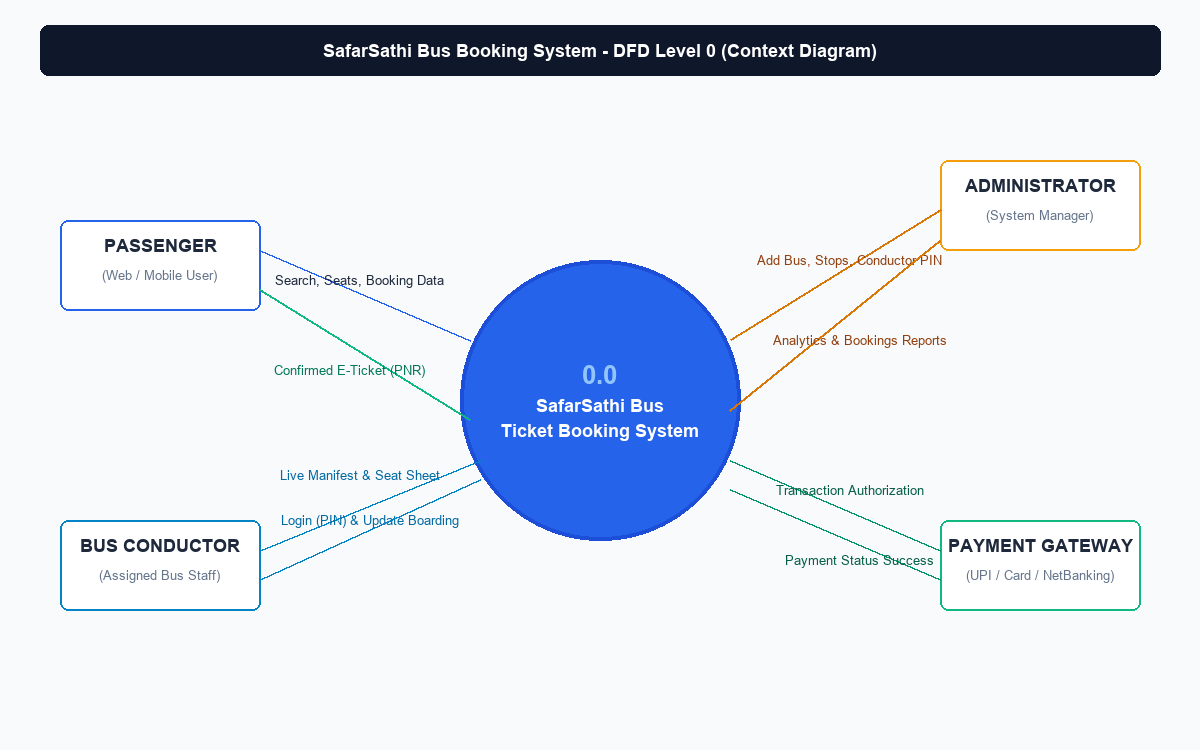 SafarSathi Bus Booking System - DFD Level 0 (Context Diagram)
PASSENGER
(Web / Mobile User)
Search, Seats, Booking Data
Confirmed E-Ticket (PNR)
ADMINISTRATOR
(System Manager)
Add Bus, Stops, Conductor PIN
Analytics & Bookings Reports
0.0
SafarSathi Bus
Ticket Booking System
Live Manifest & Seat Sheet
Login (PIN) & Update Boarding
BUS CONDUCTOR
(Assigned Bus Staff)
Transaction Authorization
Payment Status Success
PAYMENT GATEWAY
(UPI / Card / NetBanking)